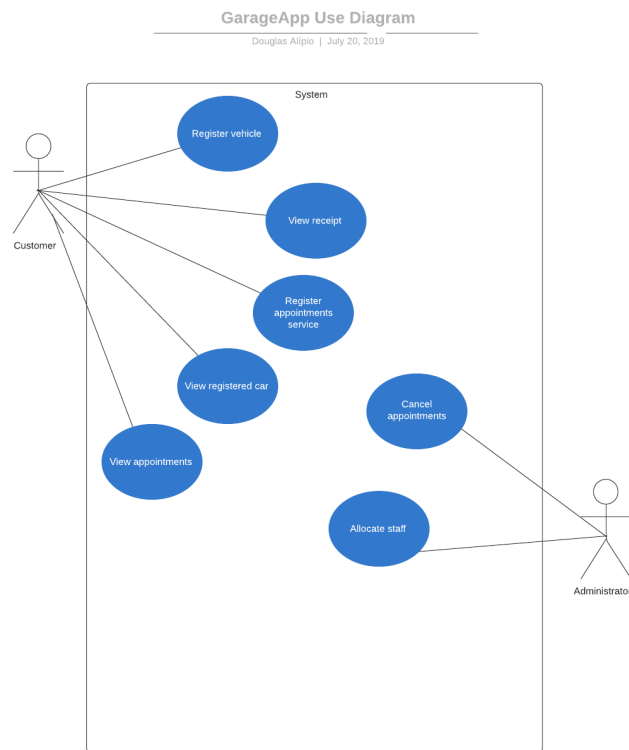 GarageApp Use Diagram
Douglas Alípio | July 20, 2019
System
Register vehicle
View receipt
Customer
Register
appointments
service
View registered car
Cancel
appointments
View appointments
Allocate staff
Administrator